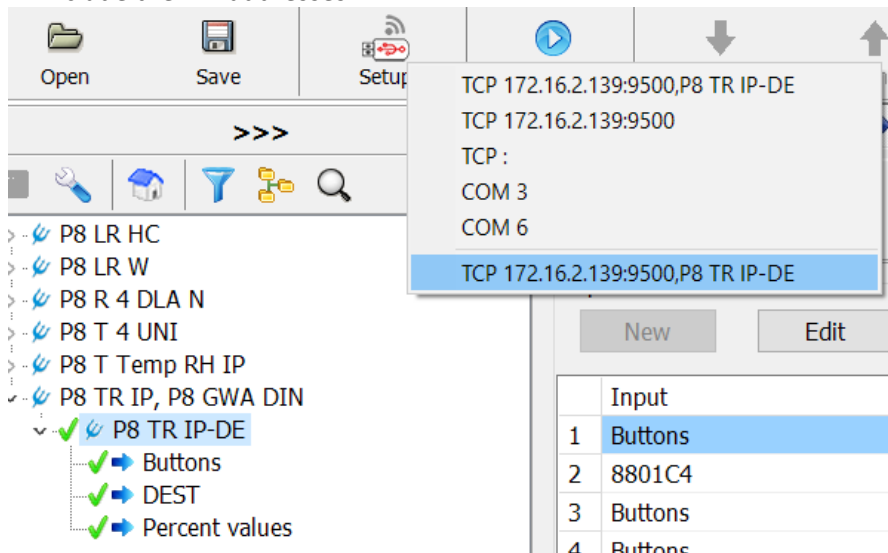 Open
Save
Setup
>>>
TCP 172.16.2.139:9500,P8 TR IP-DE
TCP 172.16.2.139:9500
TCP :
COM 3
COM 6
TCP 172.16.2.139:9500,P8 TR IP-DE
P8 LR HC
P8 LR W
P8 R 4 DLA N
P8 T 4 UNI
P8 T Temp RH IP
P8 TR IP, P8 GWA DIN
P8 TR IP-DE
Buttons
DEST
Percent values
New
Edit
Input
1 Buttons
2 8801C4
3 Buttons
4 Buttons